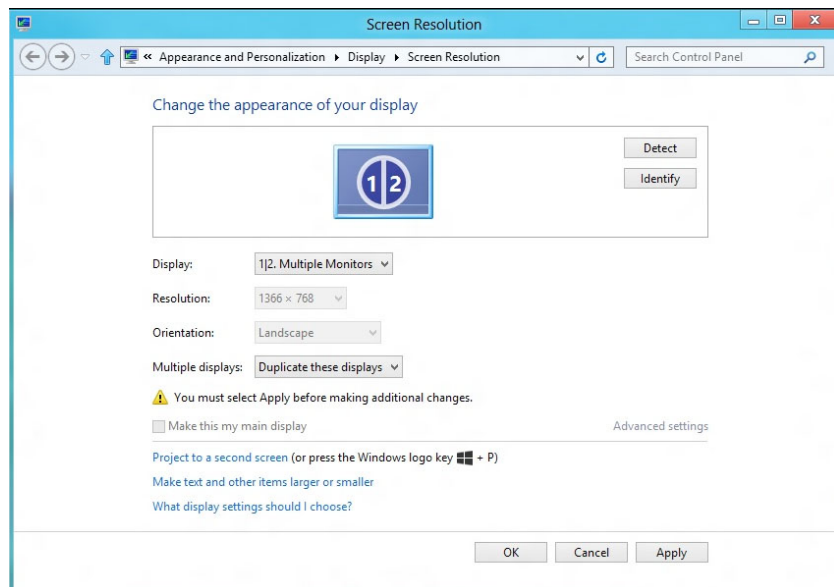 Screen Resolution
« Appearance and Personalization ▸ Display ▸ Screen Resolution
Search Control Panel
Change the appearance of your display
1|2
Detect
Identify
Display: 1|2. Multiple Monitors
Resolution: 1366 × 768
Orientation: Landscape
Multiple displays: Duplicate these displays
You must select Apply before making additional changes.
Make this my main display
Advanced settings
Project to a second screen (or press the Windows logo key + P)
Make text and other items larger or smaller
What display settings should I choose?
OK Cancel Apply